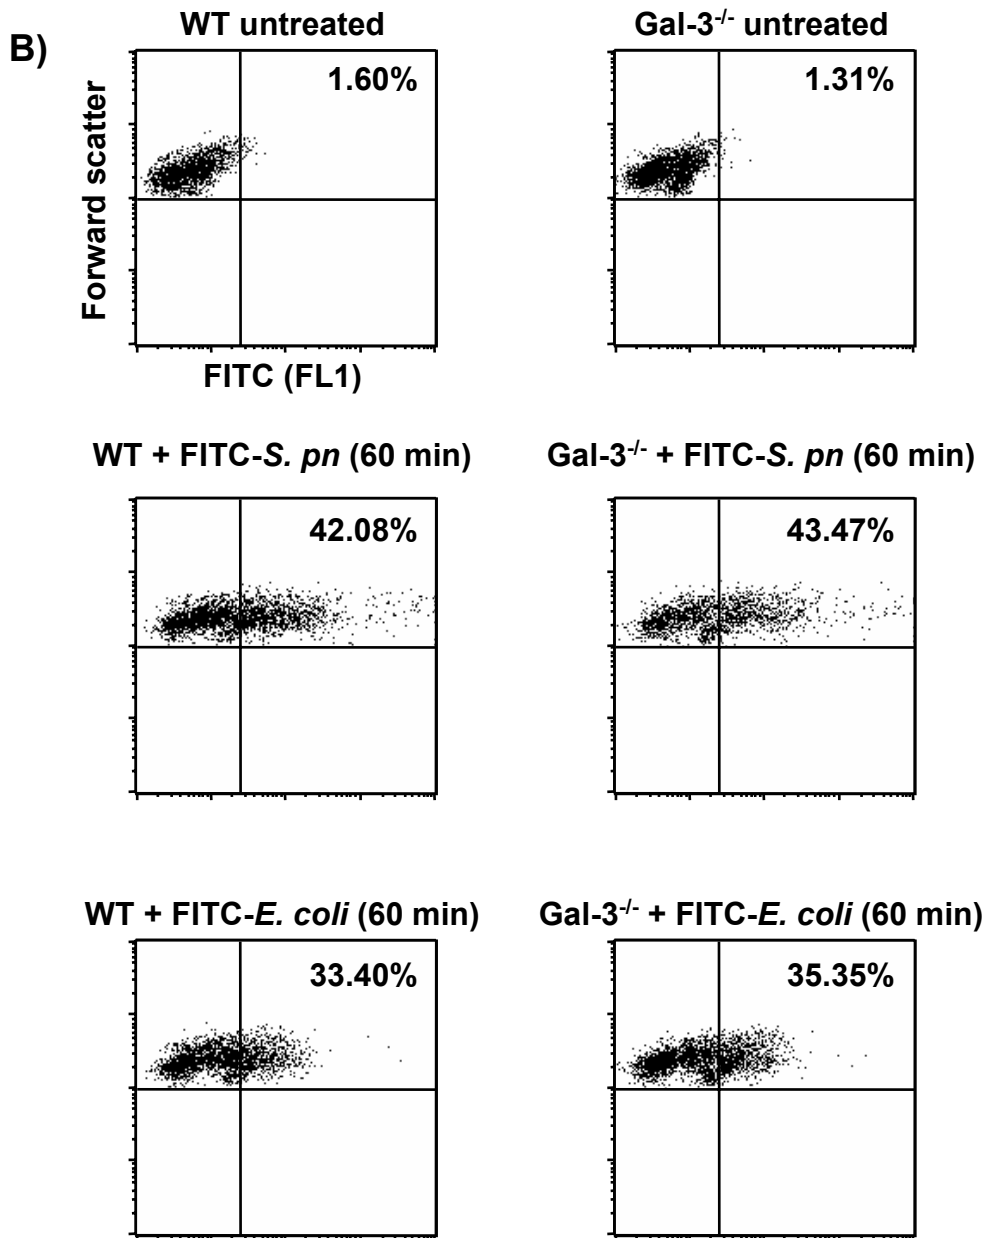 B)
WT untreated
Gal-3-/- untreated
1.60%
1.31%
Forward scatter
FITC (FL1)
WT + FITC-S. pn (60 min)
Gal-3-/- + FITC-S. pn (60 min)
42.08%
43.47%
WT + FITC-E. coli (60 min)
Gal-3-/- + FITC-E. coli (60 min)
33.40%
35.35%